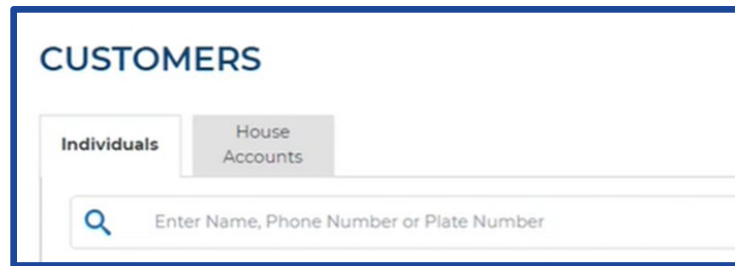 CUSTOMERS
Individuals
House
Accounts
Enter Name, Phone Number or Plate Number